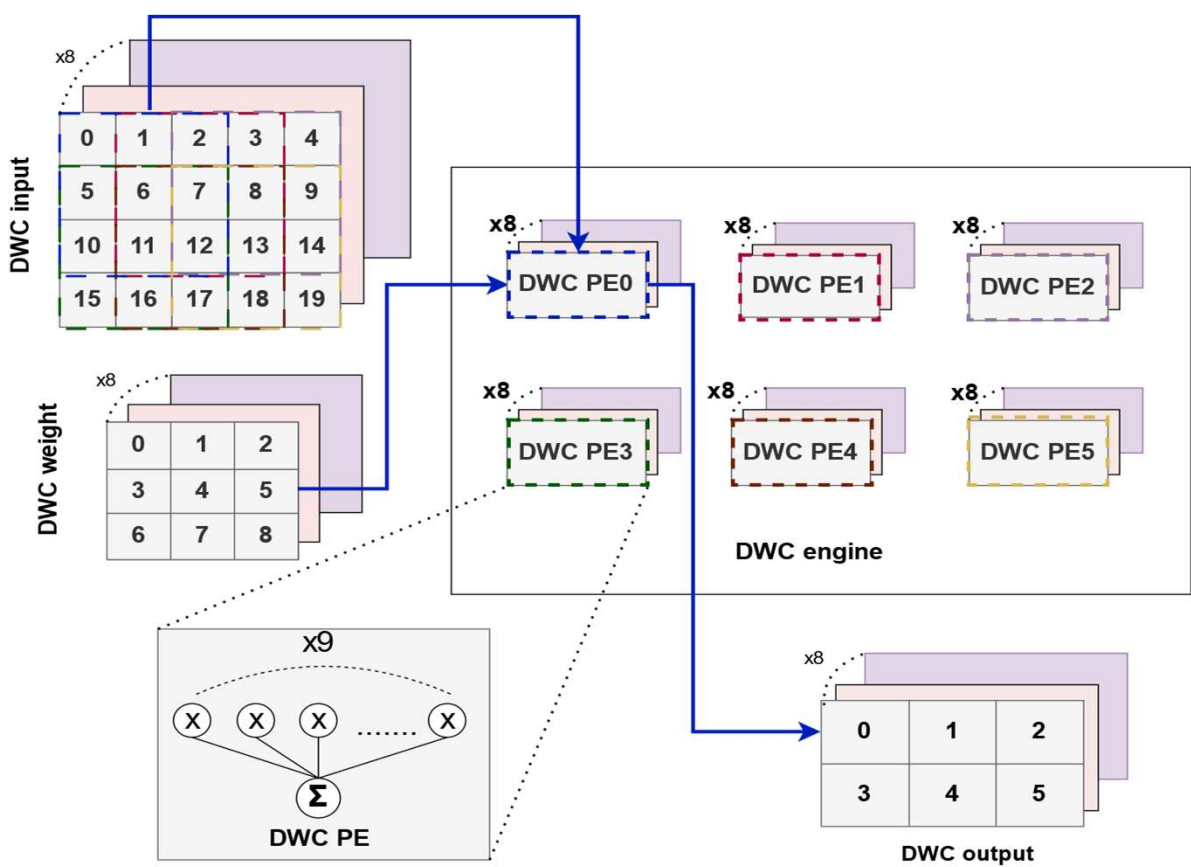 x8
DWC input
0 1 2 3 4
5 6 7 8 9
10 11 12 13 14
15 16 17 18 19
x8
DWC weight
0 1 2
3 4 5
6 7 8
x8 x8 x8
DWC PE0 DWC PE1 DWC PE2
x8 x8 x8
DWC PE3 DWC PE4 DWC PE5
DWC engine
x9
X X X ....... X
Σ
DWC PE
x8
0 1 2
3 4 5
DWC output